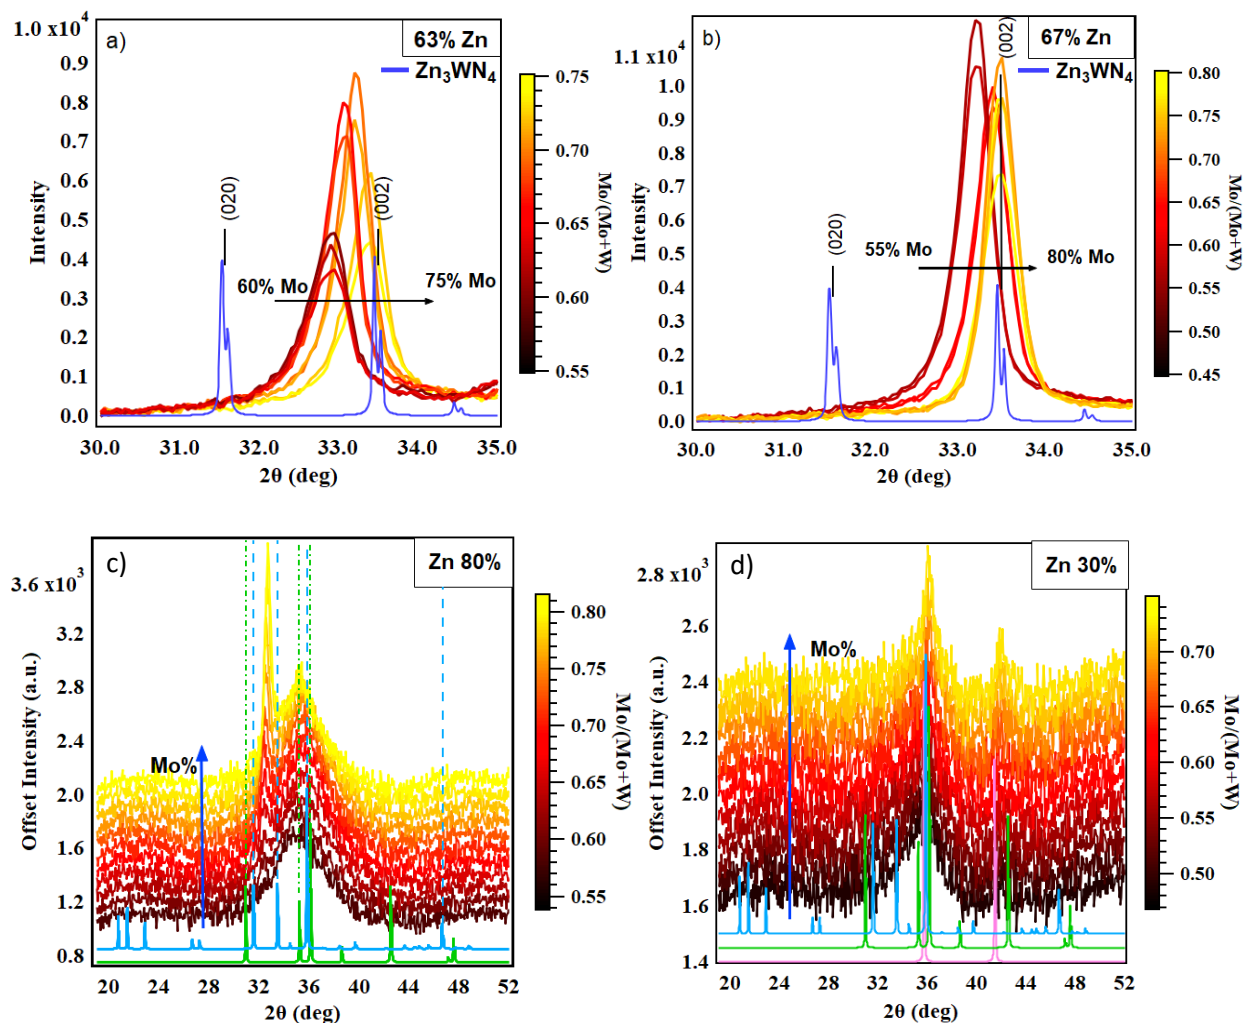 a)
63% Zn
Zn₃WN₄
1.0 x10⁴
0.9
0.8
0.7
0.6
0.5
0.4
0.3
0.2
0.1
0.0
Intensity
(020)
(002)
60% Mo
75% Mo
30.0 31.0 32.0 33.0 34.0 35.0
2θ (deg)
0.75
0.70
0.65
0.60
0.55
Mo/(Mo+W)
b)
67% Zn
Zn₃WN₄
1.1 x10⁴
1.0
0.9
0.8
0.7
0.6
0.5
0.4
0.3
0.2
0.1
0.0
Intensity
(020)
(002)
55% Mo
80% Mo
30.0 31.0 32.0 33.0 34.0 35.0
2θ (deg)
0.80
0.75
0.70
0.65
0.60
0.55
0.50
0.45
Mo/(Mo+W)
c)
Zn 80%
3.6 x10³
3.2
2.8
2.4
2.0
1.6
1.2
0.8
Offset Intensity (a.u.)
Mo%
20 24 28 32 36 40 44 48 52
2θ (deg)
0.80
0.75
0.70
0.65
0.60
0.55
Mo/(Mo+W)
d)
Zn 30%
2.8 x10³
2.6
2.4
2.2
2.0
1.8
1.6
1.4
Offset Intensity (a.u.)
Mo%
20 24 28 32 36 40 44 48 52
2θ (deg)
0.70
0.65
0.60
0.55
0.50
Mo/(Mo+W)